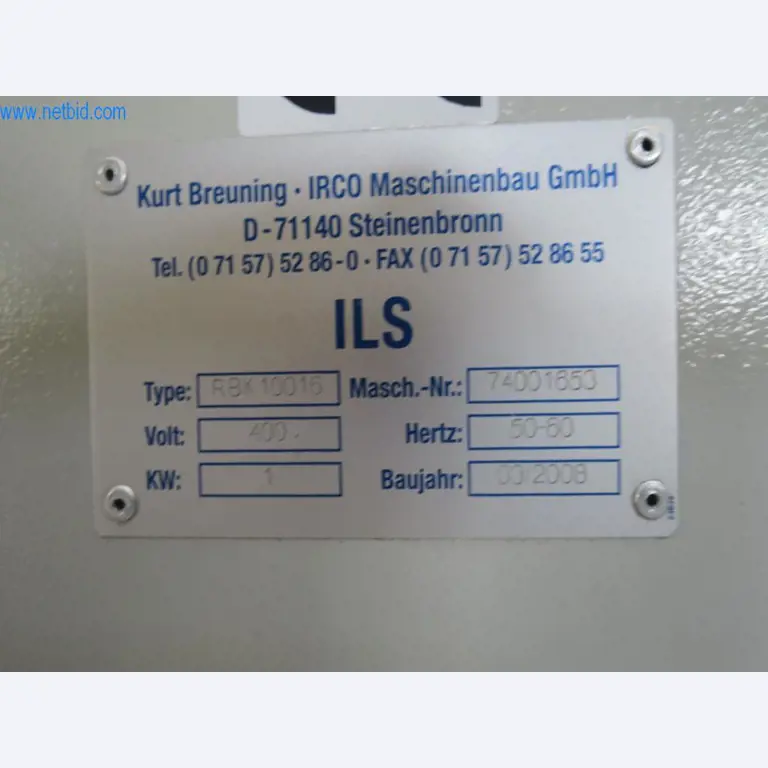 www.netbid.com
Kurt Breuning · IRCO Maschinenbau GmbH
D-71140 Steinenbronn
Tel. (0 71 57) 52 86-0 · FAX (0 71 57) 52 86 55
ILS
Type: RBK10016 Masch.-Nr.: 74001650
Volt: 400 Hertz: 50-60
KW: 1 Baujahr: 03/2008